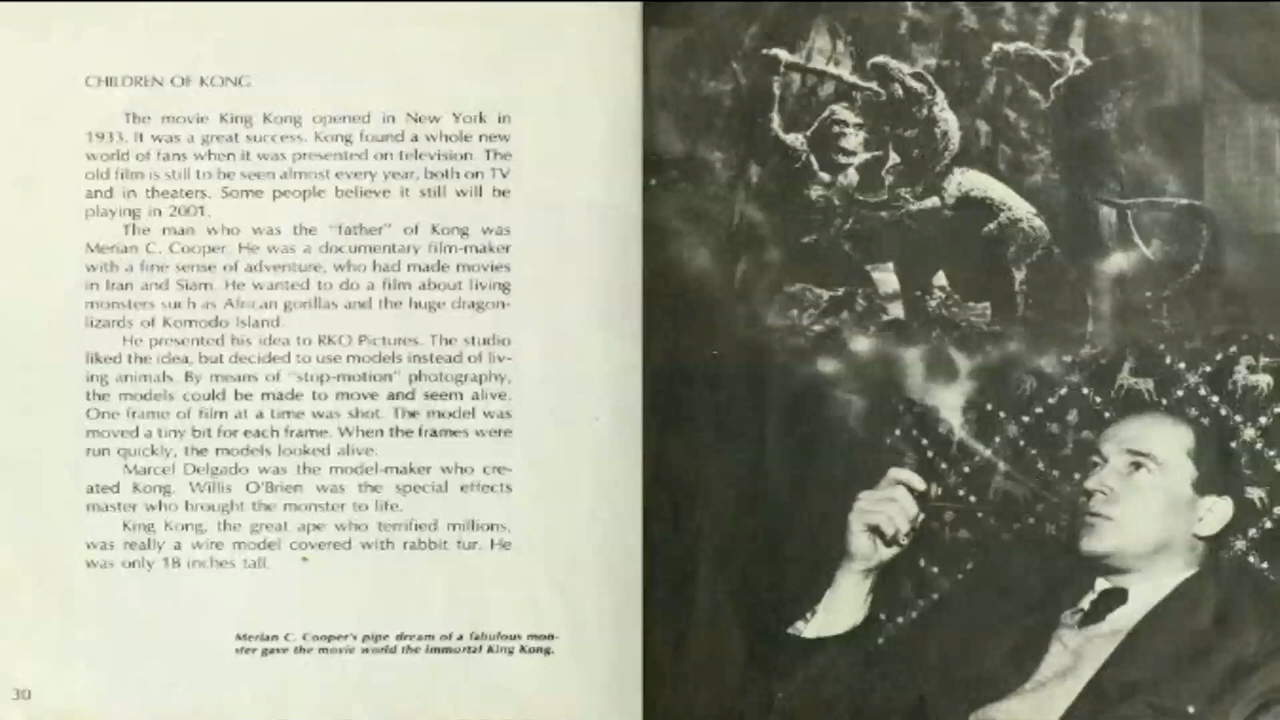 CHILDREN OF KONG
The movie King Kong opened in New York in
1933. It was a great success. Kong found a whole new
world of fans when it was presented on television. The
old film is still to be seen almost every year, both on TV
and in theaters. Some people believe it still will be
playing in 2001.
The man who was the "father" of Kong was
Merian C. Cooper. He was a documentary film-maker
with a fine sense of adventure, who had made movies
in Iran and Siam. He wanted to do a film about living
monsters such as African gorillas and the huge dragon-
lizards of Komodo Island.
He presented his idea to RKO Pictures. The studio
liked the idea, but decided to use models instead of liv-
ing animals. By means of "stop-motion" photography,
the models could be made to move and seem alive.
One frame of film at a time was shot. The model was
moved a tiny bit for each frame. When the frames were
run quickly, the models looked alive.
Marcel Delgado was the model-maker who cre-
ated Kong. Willis O'Brien was the special effects
master who brought the monster to life.
King Kong, the great ape who terrified millions,
was really a wire model covered with rabbit fur. He
was only 18 inches tall.
Merian C. Cooper's pipe dream of a fabulous mon-
ster gave the movie world the immortal King Kong.
30